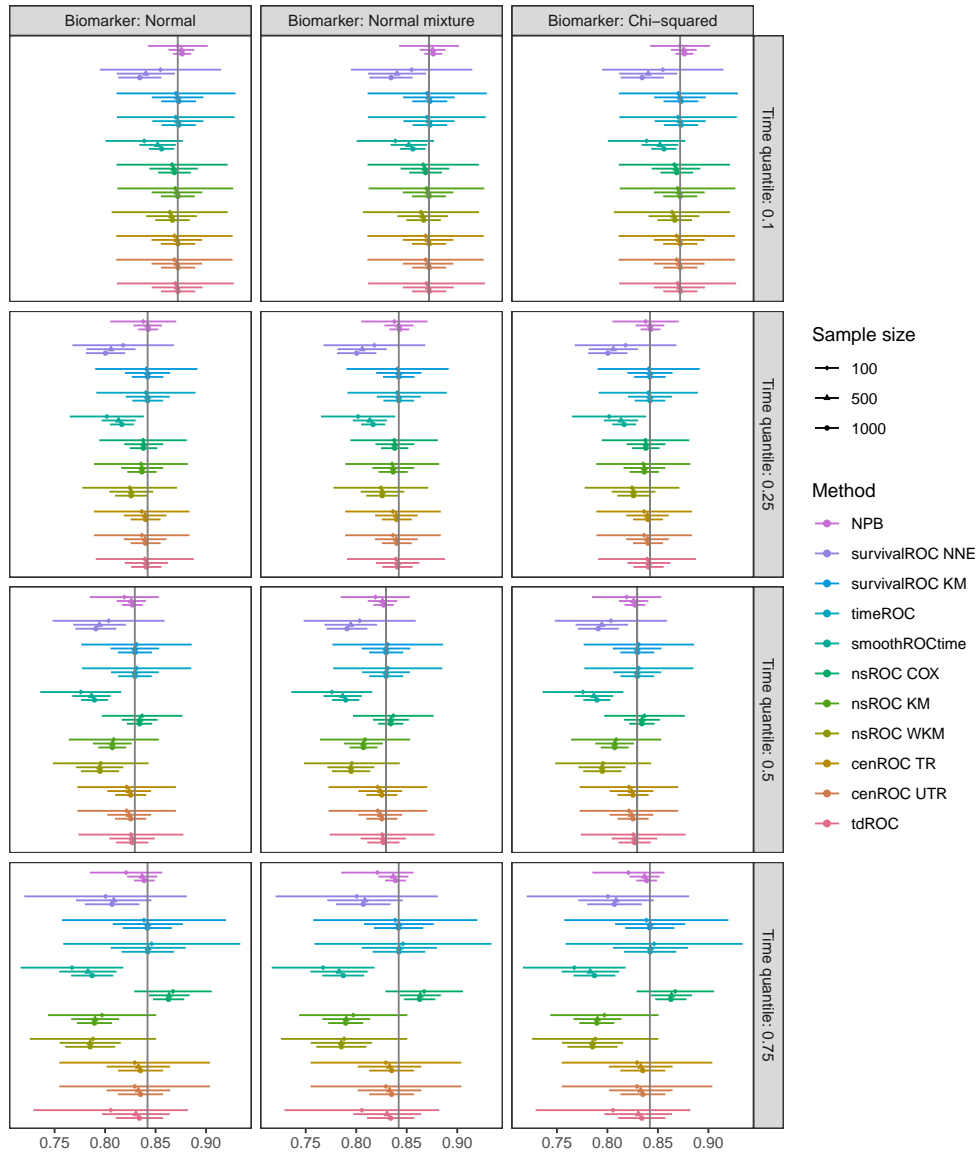 Biomarker: Normal
Biomarker: Normal mixture
Biomarker: Chi−squared
Time quantile: 0.1
Time quantile: 0.25
Time quantile: 0.5
Time quantile: 0.75
0.75 0.80 0.85 0.90
0.75 0.80 0.85 0.90
0.75 0.80 0.85 0.90
Sample size
100
500
1000
Method
NPB
survivalROC NNE
survivalROC KM
timeROC
smoothROCtime
nsROC COX
nsROC KM
nsROC WKM
cenROC TR
cenROC UTR
tdROC